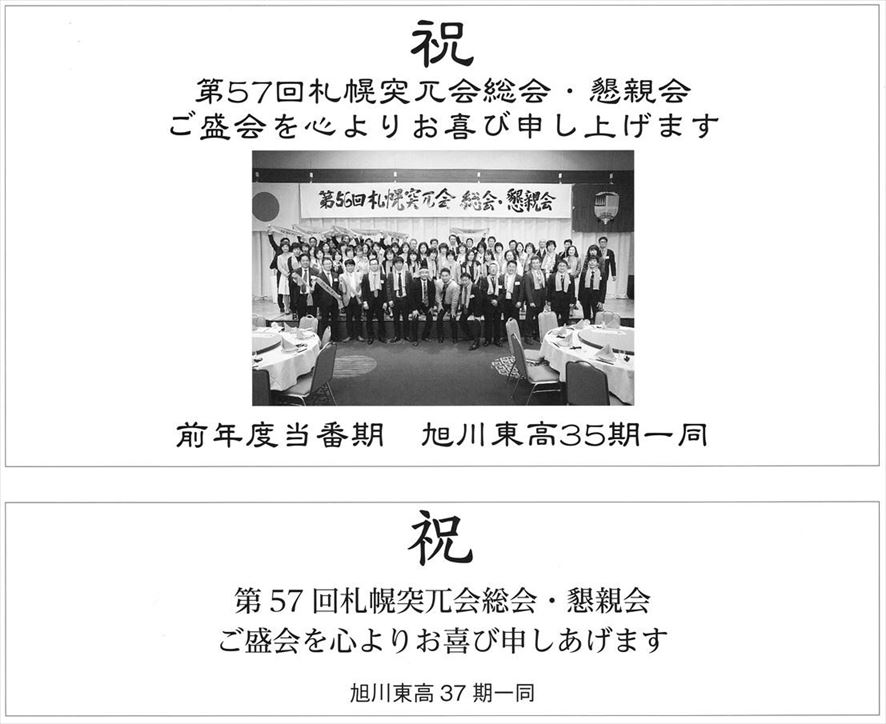 祝
第57回札幌突兀会総会・懇親会
ご盛会を心よりお喜び申し上げます
第56回札幌突兀会 総会・懇親会
前年度当番期　旭川東高35期一同
祝
第 57 回札幌突兀会総会・懇親会
ご盛会を心よりお喜び申しあげます
旭川東高 37 期一同